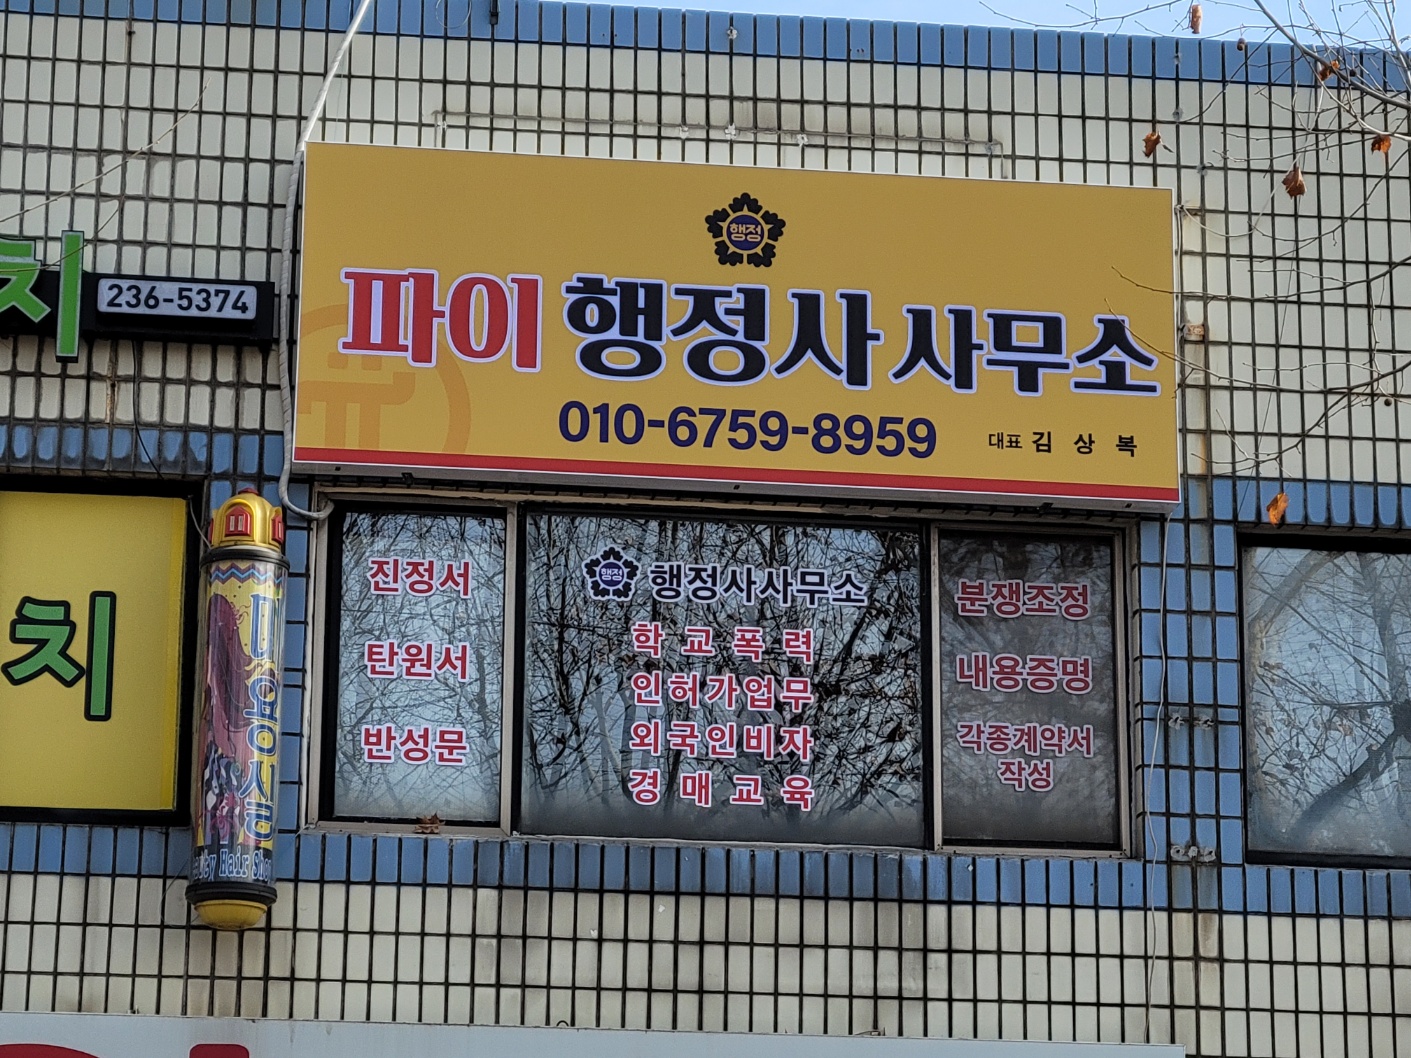 행정
파이 행정사 사무소
010-6759-8959
대표 김상복
치
236-5374
치
미용실
Hair Shop
진정서
탄원서
반성문
행정
행정사사무소
학교폭력
인허가업무
외국인비자
경매교육
분쟁조정
내용증명
각종계약서
작성